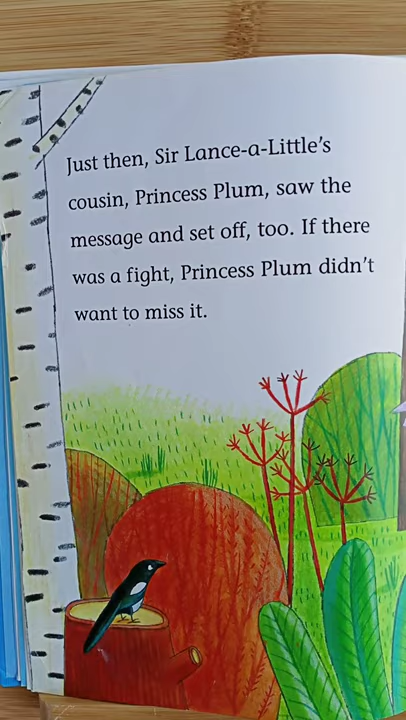 Just then, Sir Lance-a-Little's
cousin, Princess Plum, saw the
message and set off, too. If there
was a fight, Princess Plum didn't
want to miss it.